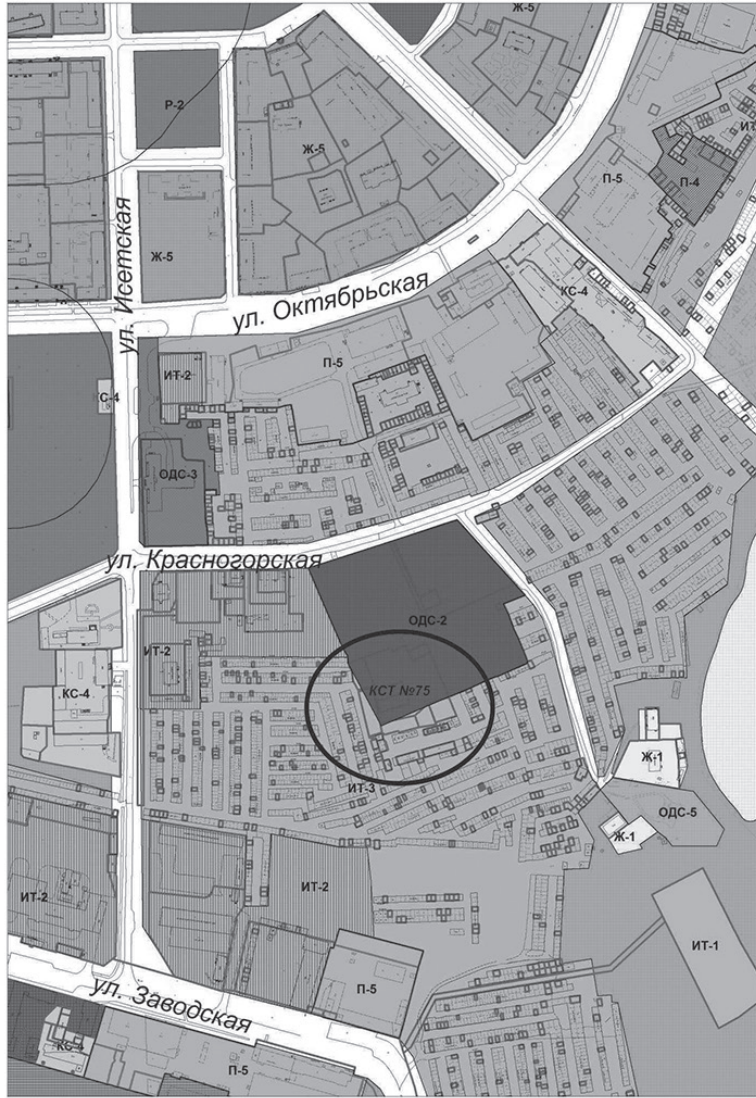 Ж-5
Р-2
Ж-5
ИТ
П-5
П-4
Ж-5
ул. Исетская
ул. Октябрьская
КС-4
П-5
ИТ-2
С-4
ОДС-3
ул. Красногорская
ОДС-2
ИТ-2
КСТ №75
КС-4
Ж-1
ИТ-3
ОДС-5
Ж-1
ИТ-2
ИТ-2
ИТ-1
П-5
ул. Заводская
П-5